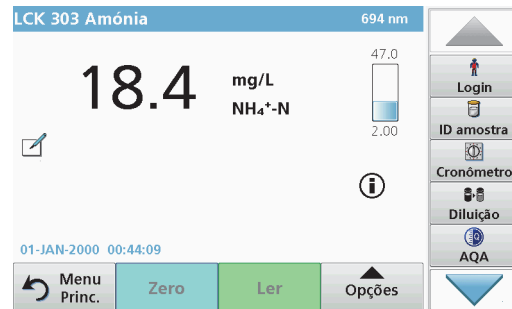 LCK 303 Amónia 694 nm
47.0
18.4 mg/L
NH₄⁺-N
2.00
01-JAN-2000 00:44:09
Menu
Princ.
Zero
Ler
Opções
Login
ID amostra
Cronômetro
Diluição
AQA